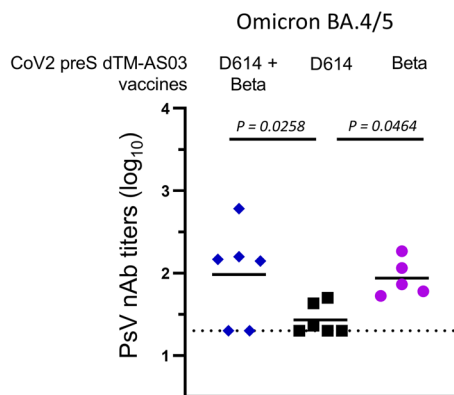 Omicron BA.4/5
CoV2 preS dTM-AS03 vaccines
D614 + Beta
D614
Beta
P = 0.0258
P = 0.0464
PsV nAb titers (log10)
4
3
2
1